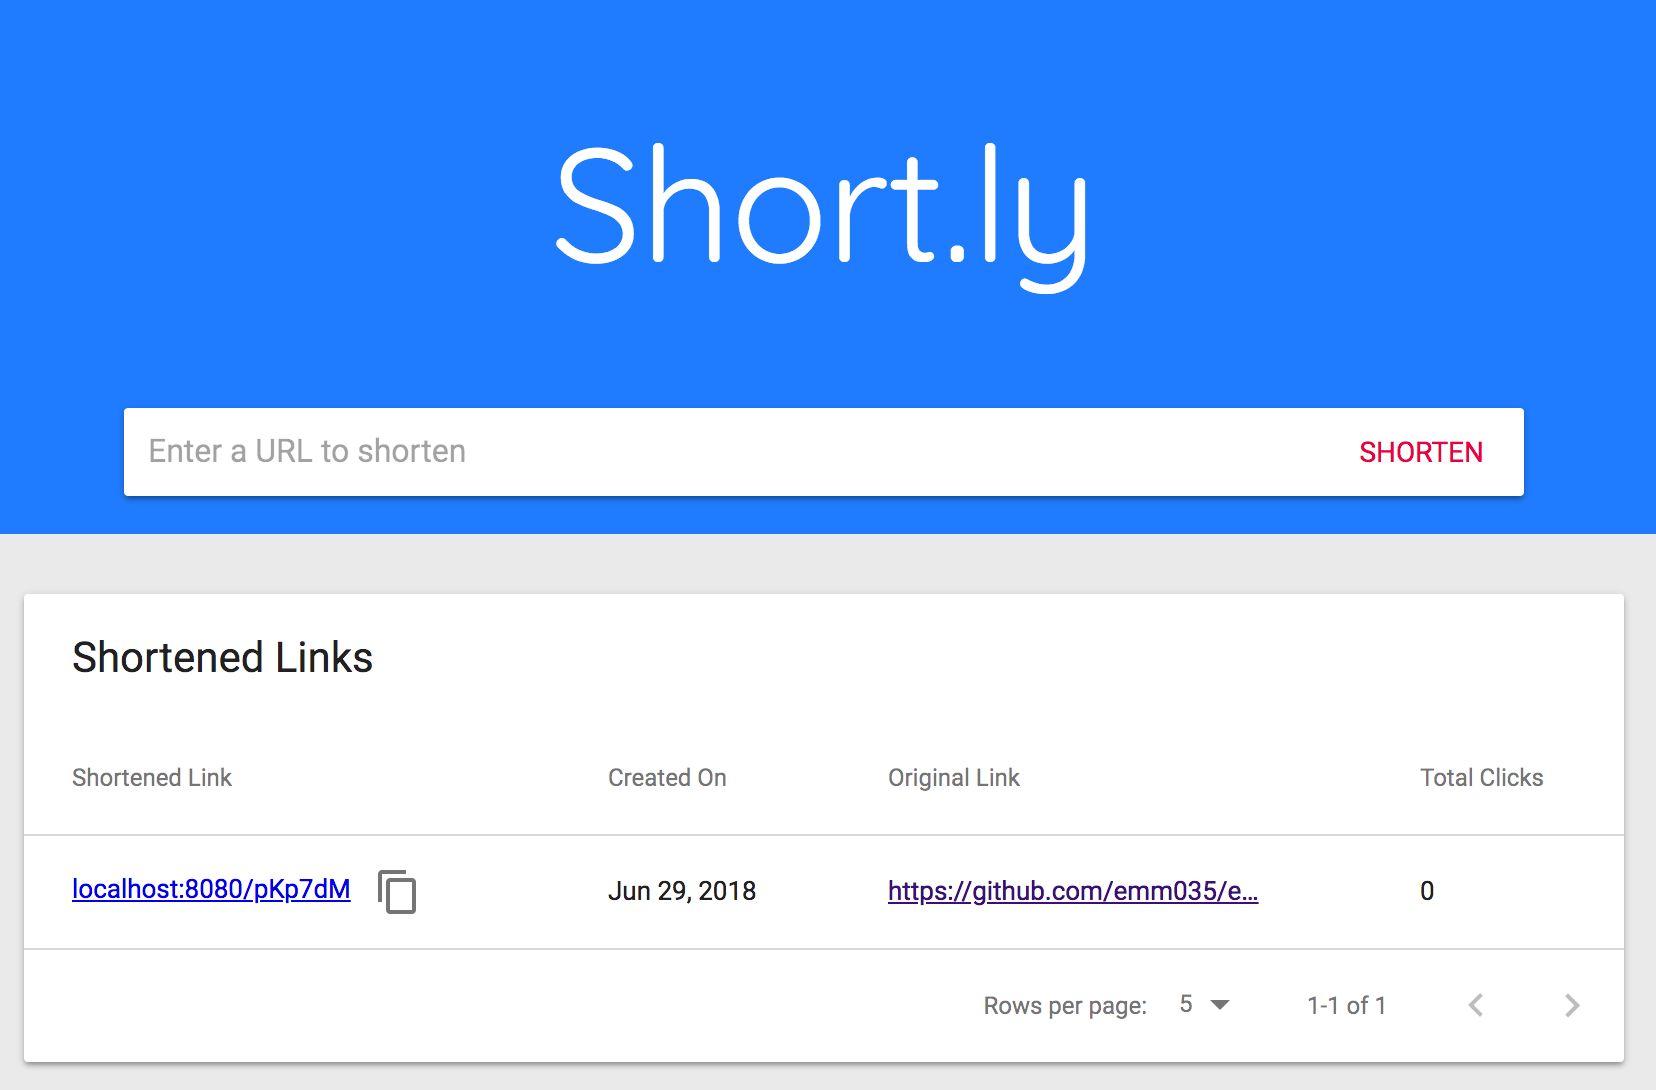 Short.ly
Enter a URL to shorten SHORTEN
Shortened Links
Shortened Link Created On Original Link Total Clicks
localhost:8080/pKp7dM Jun 29, 2018 https://github.com/emm035/e... 0
Rows per page: 5 1-1 of 1